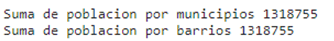 Suma de poblacion por municipios 1318755
Suma de poblacion por barrios 1318755